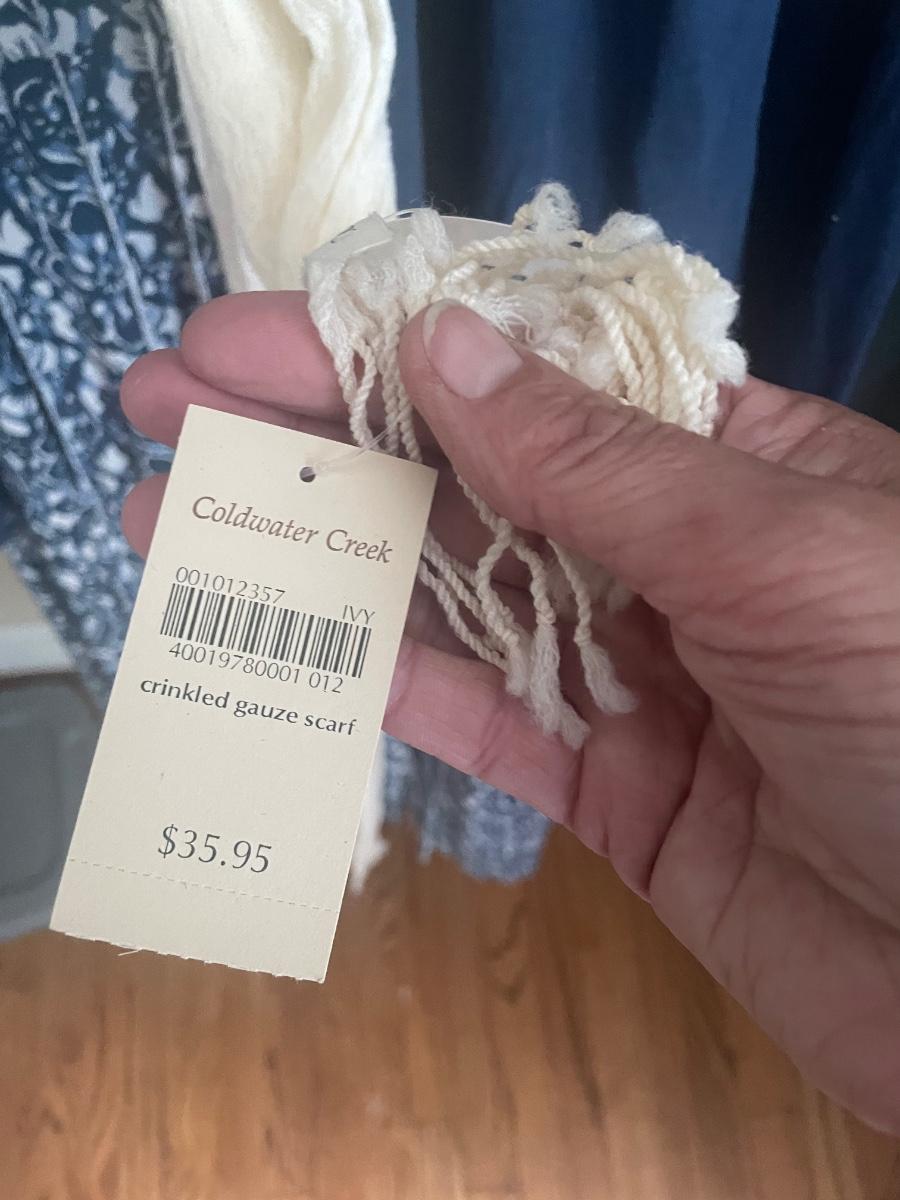 Coldwater Creek
001012357 IVY
40019780001 012
crinkled gauze scarf
$35.95